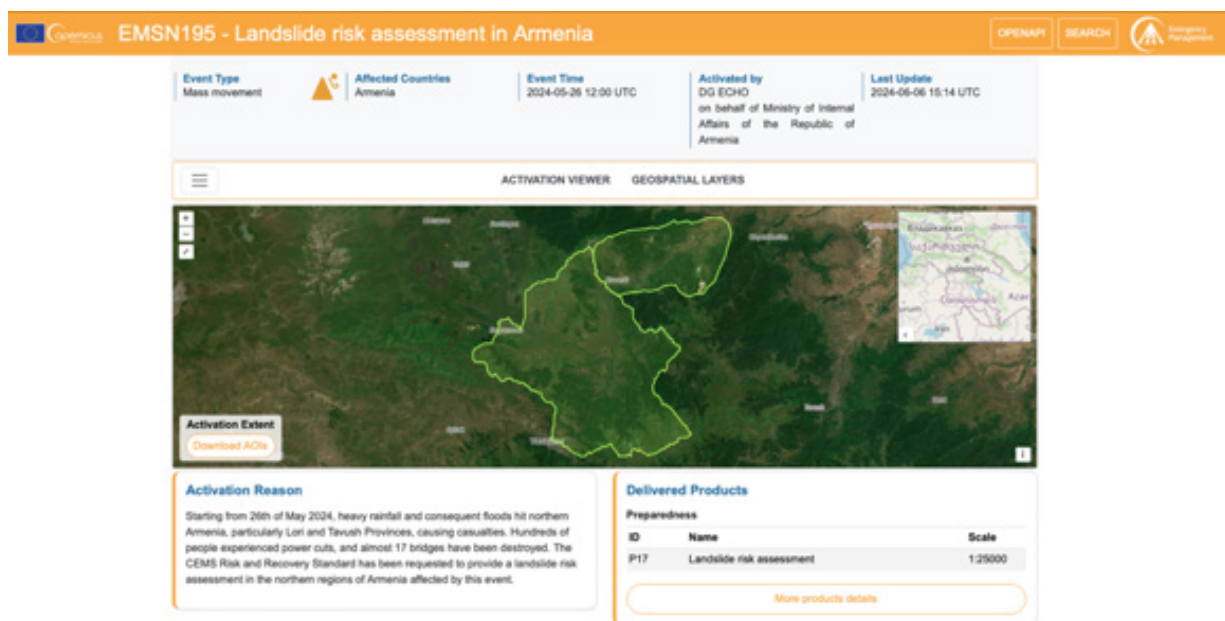 Copernicus
EMSN195 - Landslide risk assessment in Armenia
OPENAPI
SEARCH
Emergency
Management
Event Type
Mass movement
Affected Countries
Armenia
Event Time
2024-05-26 12:00 UTC
Activated by
DG ECHO
on behalf of Ministry of Internal
Affairs of the Republic of
Armenia
Last Update
2024-06-06 15:14 UTC
ACTIVATION VIEWER
GEOSPATIAL LAYERS
+
−
Activation Extent
Download AOIs
i
Activation Reason
Starting from 26th of May 2024, heavy rainfall and consequent floods hit northern
Armenia, particularly Lori and Tavush Provinces, causing casualties. Hundreds of
people experienced power cuts, and almost 17 bridges have been destroyed. The
CEMS Risk and Recovery Standard has been requested to provide a landslide risk
assessment in the northern regions of Armenia affected by this event.
Delivered Products
Preparedness
ID Name Scale
P17 Landslide risk assessment 1:25000
More products details